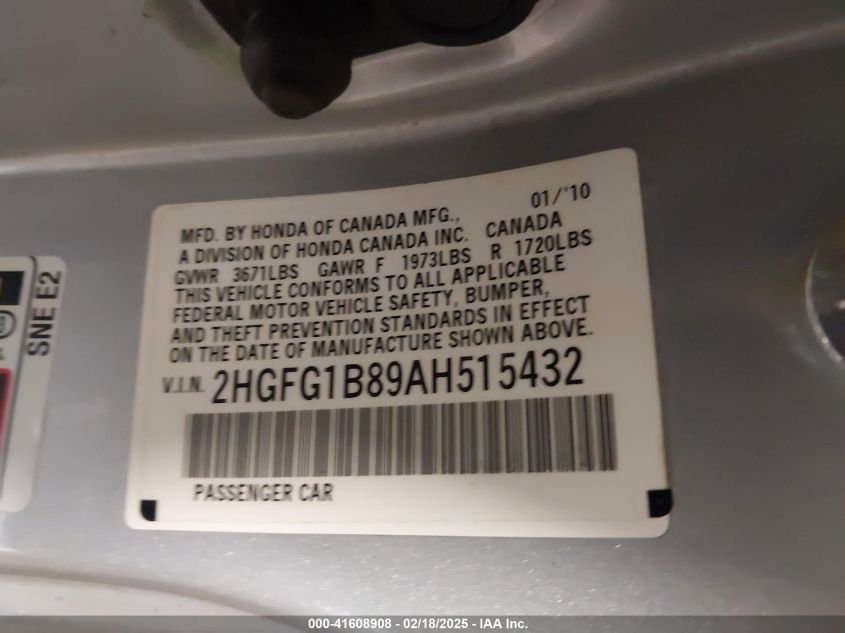 01/'10
MFD. BY HONDA OF CANADA MFG.,
A DIVISION OF HONDA CANADA INC. CANADA
GVWR 3671LBS GAWR F 1973LBS R 1720LBS
THIS VEHICLE CONFORMS TO ALL APPLICABLE
FEDERAL MOTOR VEHICLE SAFETY, BUMPER,
AND THEFT PREVENTION STANDARDS IN EFFECT
ON THE DATE OF MANUFACTURE SHOWN ABOVE.
V.I.N. 2HGFG1B89AH515432
PASSENGER CAR
SNE E2
000-41608908 - 02/18/2025 - IAA Inc.